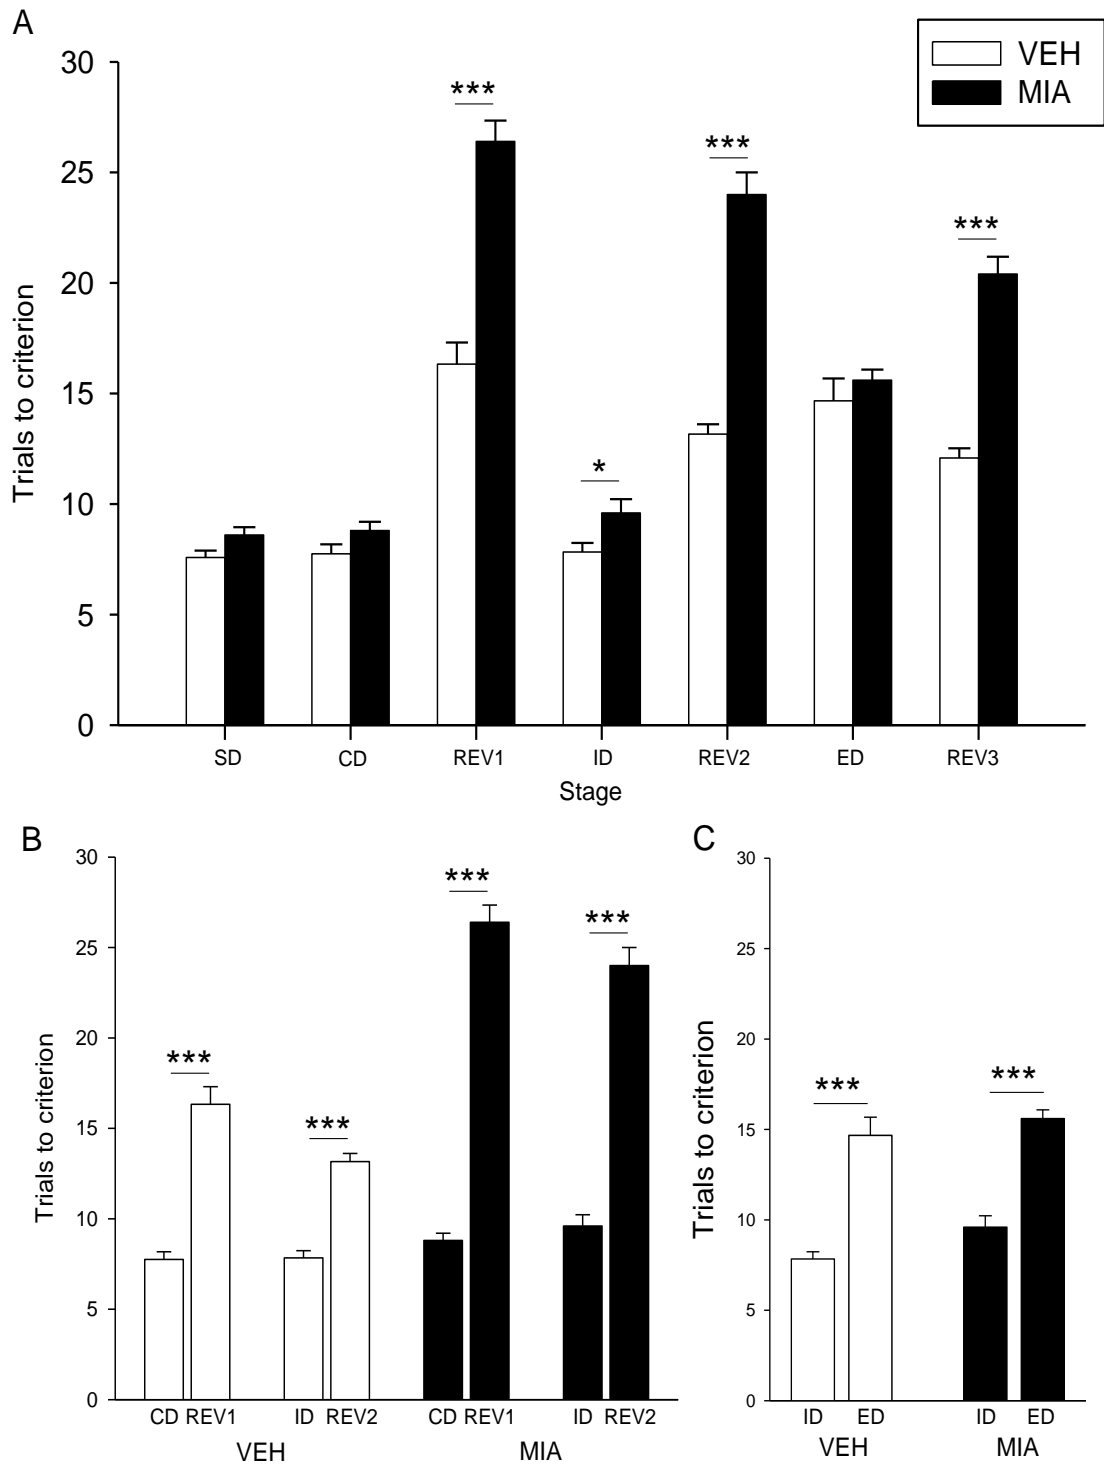 A
VEH
MIA
Trials to criterion
30
25
20
15
10
5
0
***
***
***
*
SD
CD
REV1
ID
REV2
ED
REV3
Stage
B
Trials to criterion
30
25
20
15
10
5
0
***
***
***
***
CD REV1 ID REV2 CD REV1 ID REV2
VEH MIA
C
Trials to criterion
30
25
20
15
10
5
0
***
***
ID ED ID ED
VEH MIA